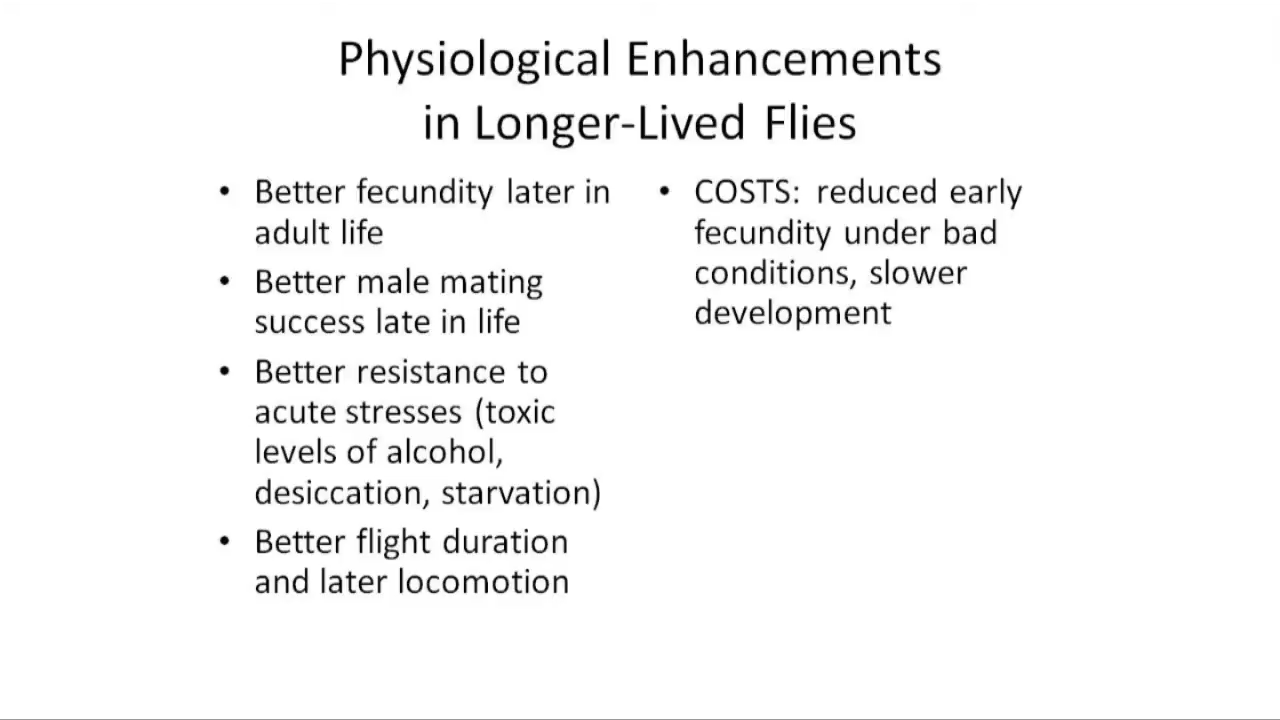 Physiological Enhancements
in Longer-Lived Flies
• Better fecundity later in
adult life
• Better male mating
success late in life
• Better resistance to
acute stresses (toxic
levels of alcohol,
desiccation, starvation)
• Better flight duration
and later locomotion
• COSTS: reduced early
fecundity under bad
conditions, slower
development